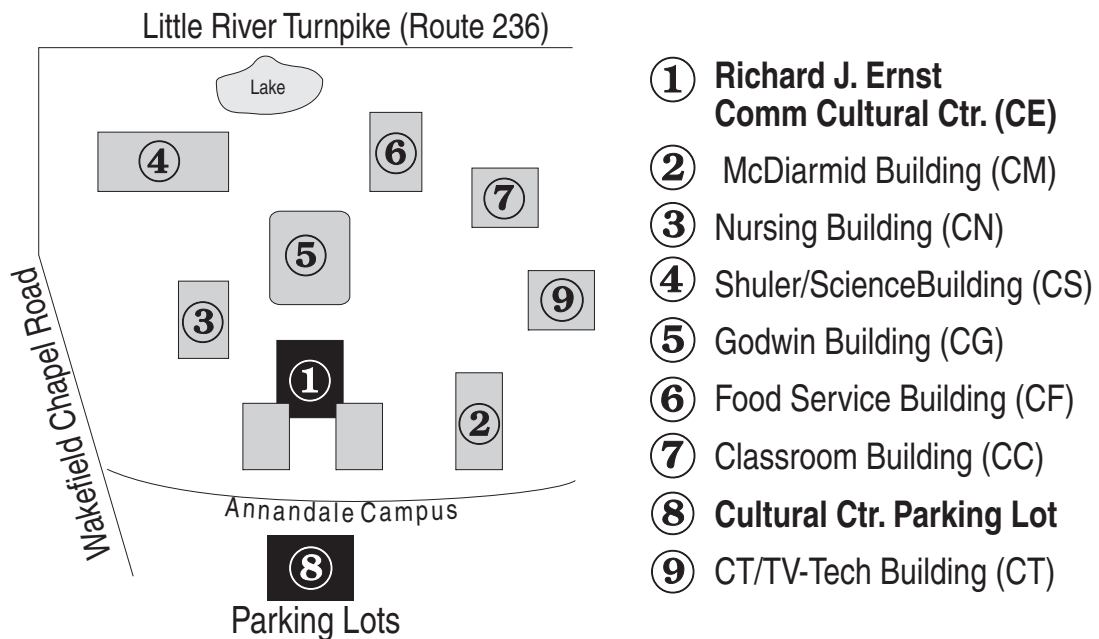 Little River Turnpike (Route 236)
Lake
4
6
7
5
9
3
1
2
Wakefield Chapel Road
Annandale Campus
8
Parking Lots
1 Richard J. Ernst
Comm Cultural Ctr. (CE)
2 McDiarmid Building (CM)
3 Nursing Building (CN)
4 Shuler/ScienceBuilding (CS)
5 Godwin Building (CG)
6 Food Service Building (CF)
7 Classroom Building (CC)
8 Cultural Ctr. Parking Lot
9 CT/TV-Tech Building (CT)